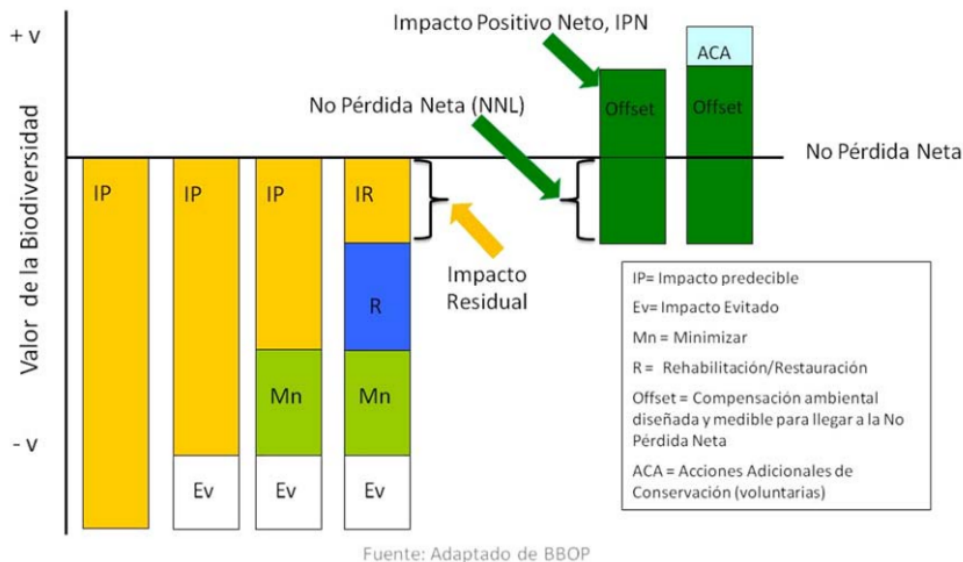 + v
Impacto Positivo Neto, IPN
ACA
Offset
Offset
No Pérdida Neta (NNL)
No Pérdida Neta
Valor de la Biodiversidad
IP
IP
IP
IR
Impacto
Residual
R
Mn
Mn
- v
Ev
Ev
Ev
IP= Impacto predecible
Ev= Impacto Evitado
Mn = Minimizar
R = Rehabilitación/Restauración
Offset = Compensación ambiental
diseñada y medible para llegar a la No
Pérdida Neta
ACA = Acciones Adicionales de
Conservación (voluntarias)
Fuente: Adaptado de BBOP